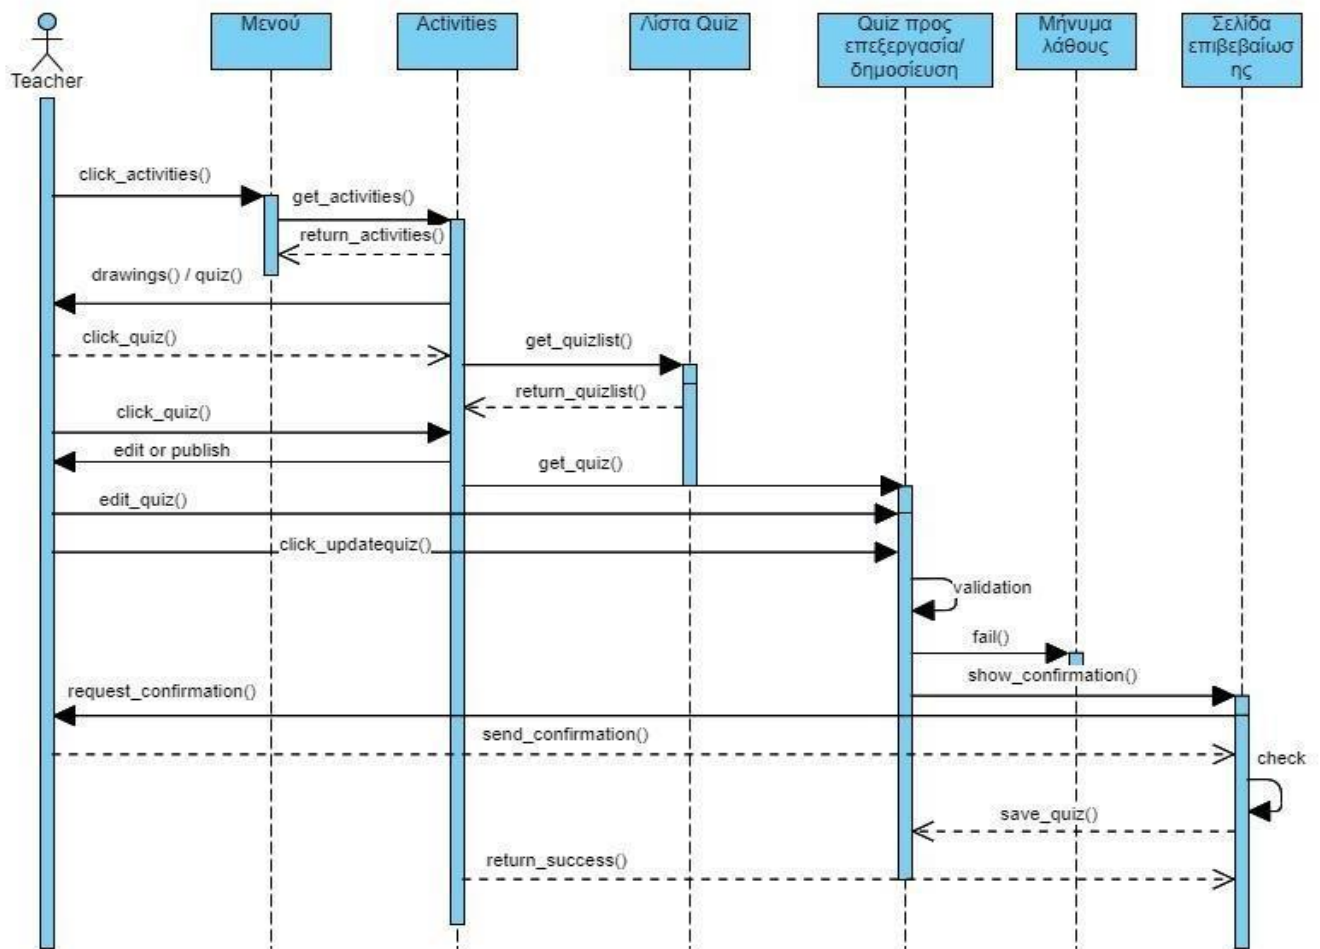 Μενού
Activities
Λίστα Quiz
Quiz προς
επεξεργασία/
δημοσίευση
Μήνυμα
λάθους
Σελίδα
επιβεβαίωσ
ης
Teacher
click_activities()
get_activities()
return_activities()
drawings() / quiz()
click_quiz()
get_quizlist()
return_quizlist()
click_quiz()
edit or publish
get_quiz()
edit_quiz()
click_updatequiz()
validation
fail()
show_confirmation()
request_confirmation()
send_confirmation()
check
save_quiz()
return_success()